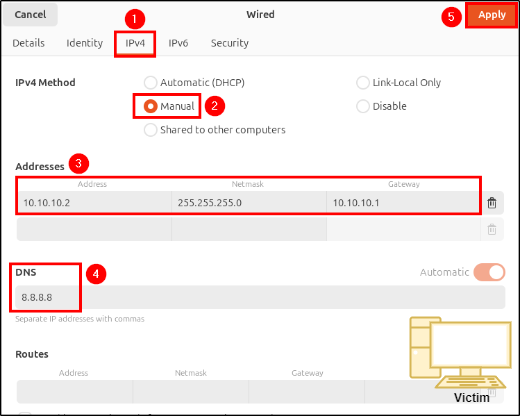 Cancel 1 Wired 5 Apply
Details Identity IPv4 IPv6 Security
IPv4 Method Automatic (DHCP) Link-Local Only
Manual 2 Disable
Shared to other computers
Addresses 3
Address Netmask Gateway
10.10.10.2 255.255.255.0 10.10.10.1
DNS 4 Automatic
8.8.8.8
Separate IP addresses with commas
Routes
Address Netmask Gateway
Victim